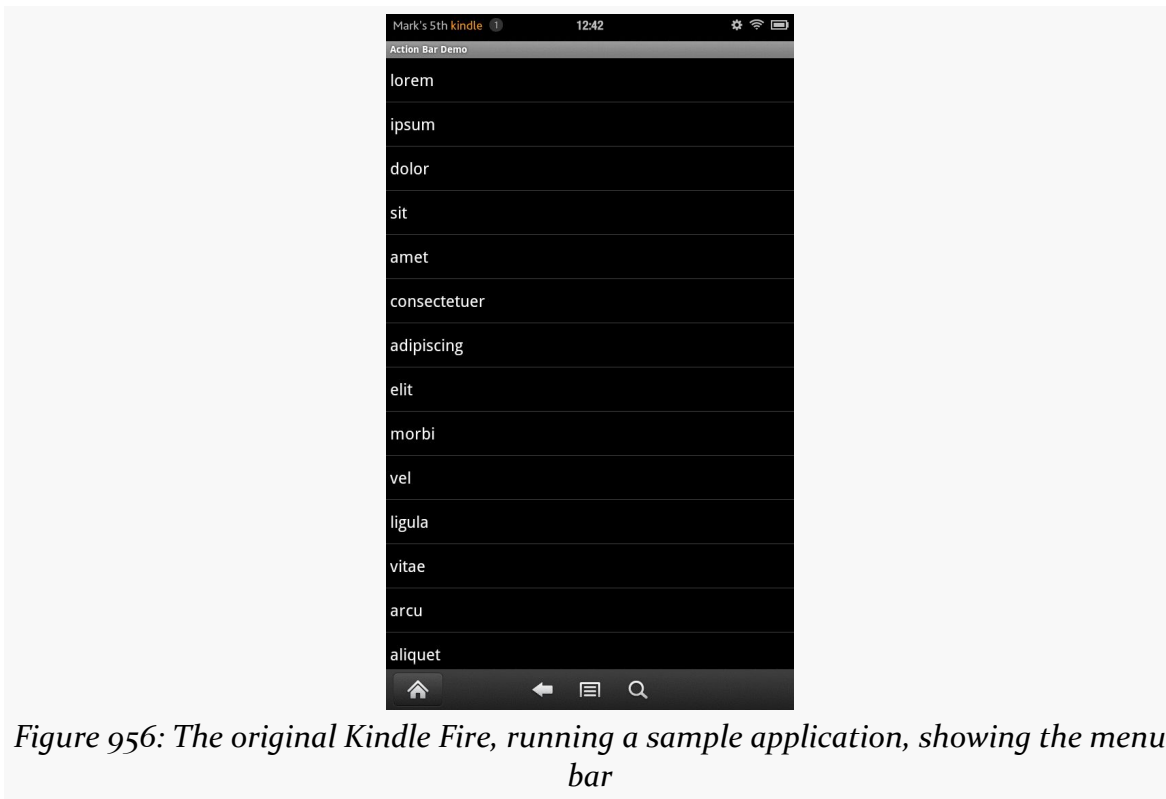 Mark's 5th kindle 1 12:42
Action Bar Demo
lorem
ipsum
dolor
sit
amet
consectetuer
adipiscing
elit
morbi
vel
ligula
vitae
arcu
aliquet
Figure 956: The original Kindle Fire, running a sample application, showing the menu
bar